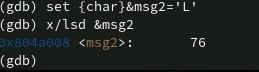 (gdb) set {char}&msg2='L'
(gdb) x/lsd &msg2
0x804a008 <msg2>: 76
(gdb)